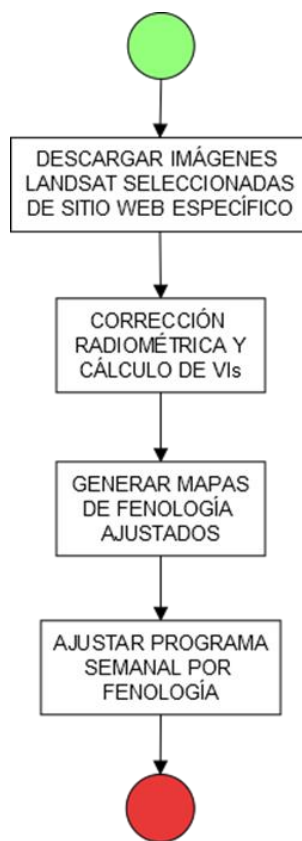 DESCARGAR IMÁGENES
LANDSAT SELECCIONADAS
DE SITIO WEB ESPECÍFICO
CORRECCIÓN
RADIOMÉTRICA Y
CÁLCULO DE VIs
GENERAR MAPAS
DE FENOLOGÍA
AJUSTADOS
AJUSTAR PROGRAMA
SEMANAL POR
FENOLOGÍA